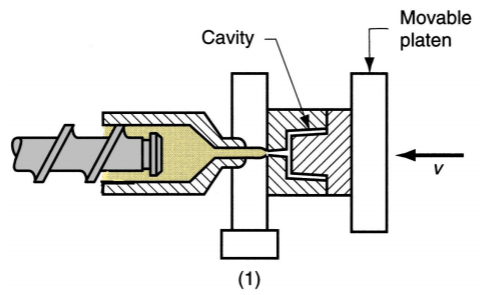 Movable
platen
Cavity
v
(1)